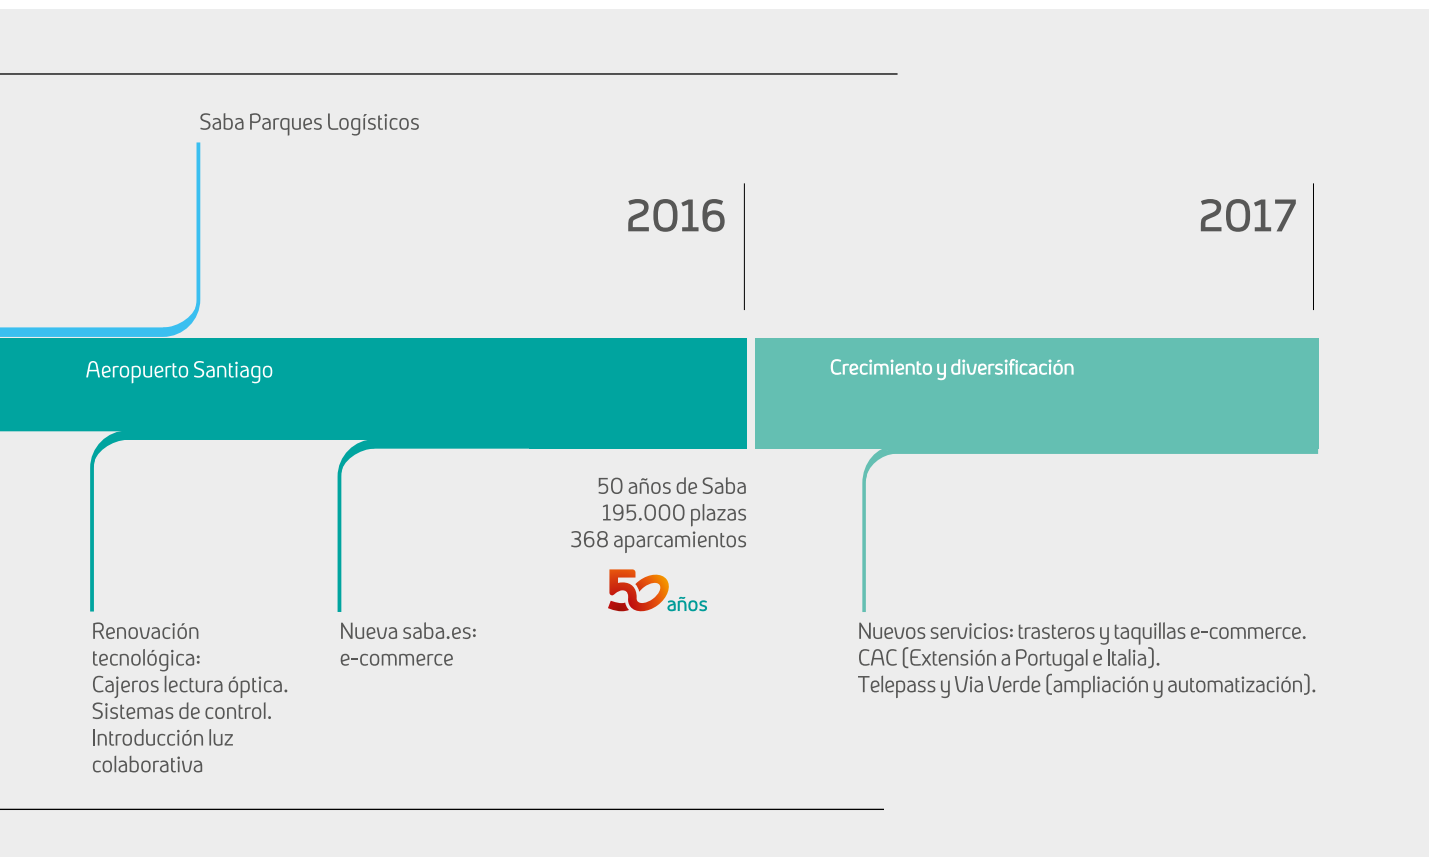 Saba Parques Logísticos
2016
2017
Aeropuerto Santiago
Crecimiento y diversificación
50 años de Saba
195.000 plazas
368 aparcamientos
50 años
Renovación
tecnológica:
Cajeros lectura óptica.
Sistemas de control.
Introducción luz
colaborativa
Nueva saba.es:
e-commerce
Nuevos servicios: trasteros y taquillas e-commerce.
CAC (Extensión a Portugal e Italia).
Telepass y Via Verde (ampliación y automatización).